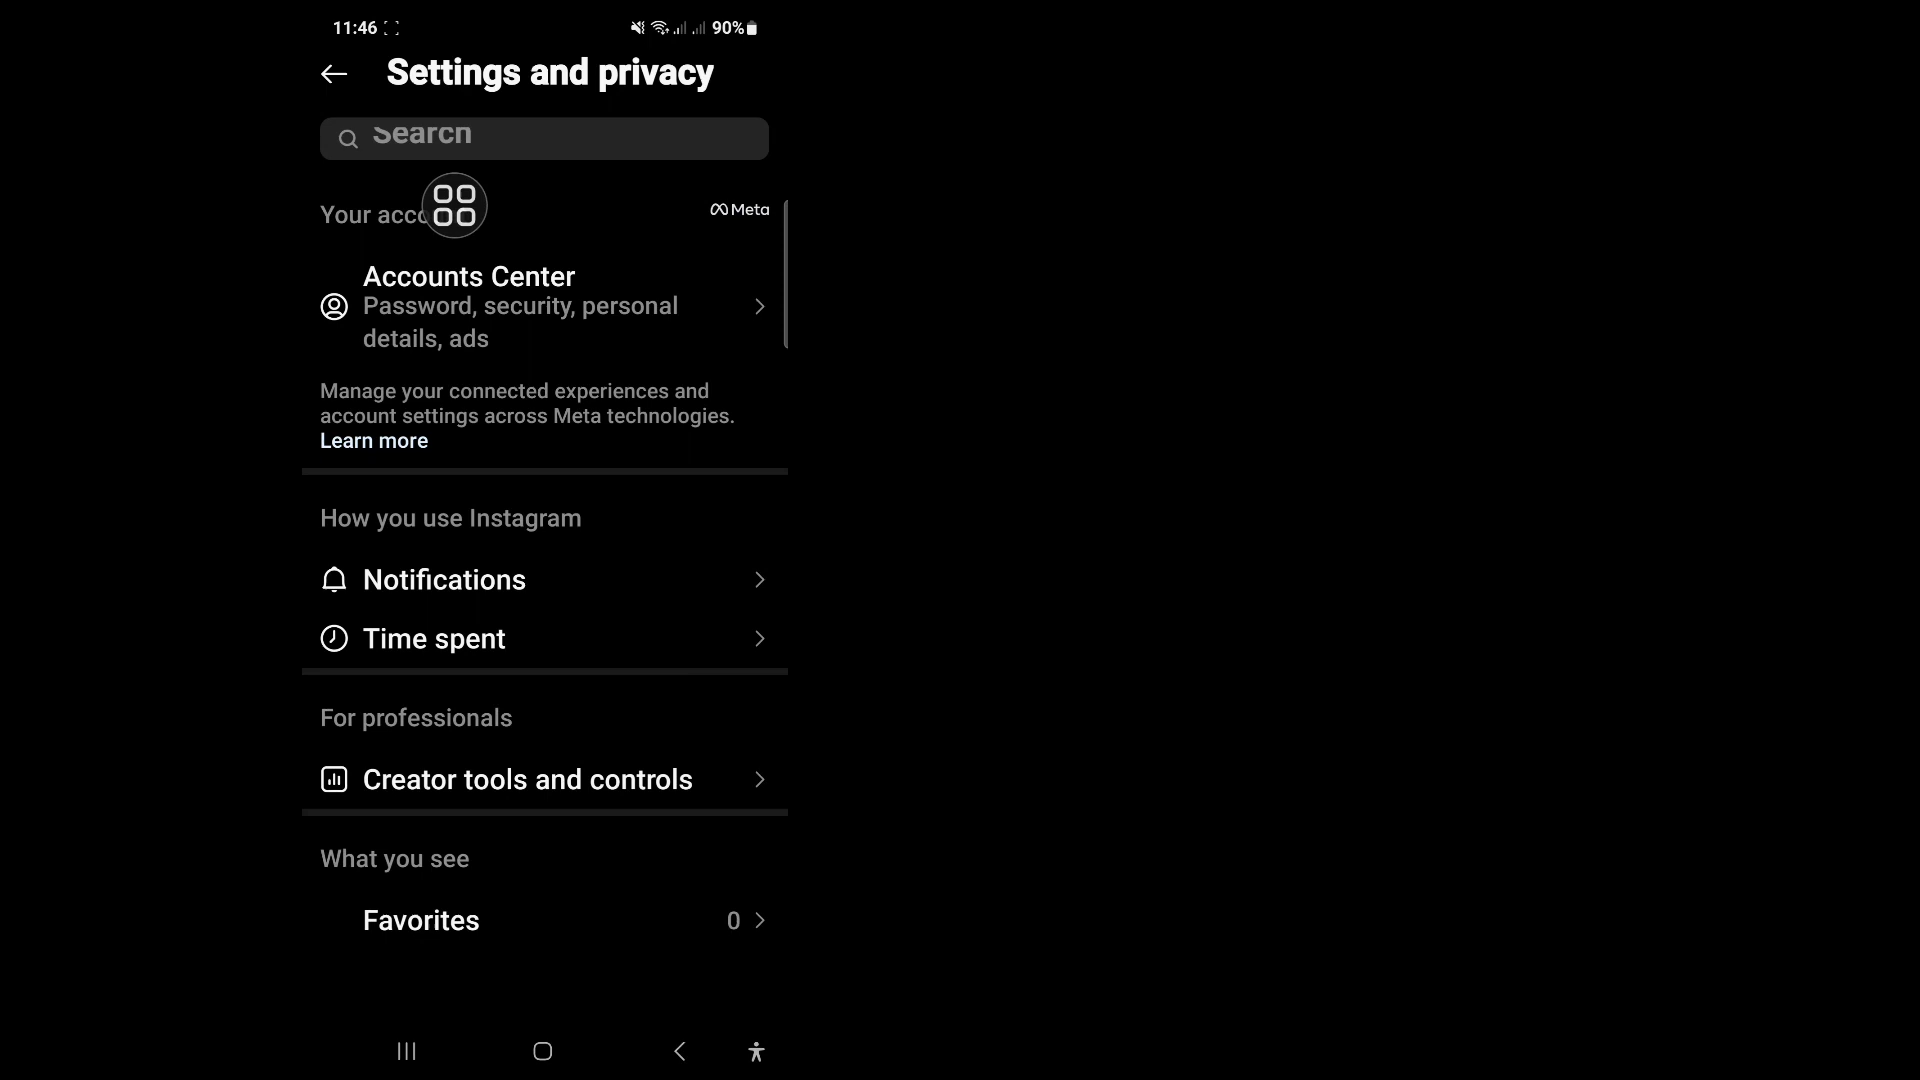 11:46 90%
Settings and privacy
Search
Your acco
Meta
Accounts Center
Password, security, personal
details, ads
Manage your connected experiences and
account settings across Meta technologies.
Learn more
How you use Instagram
Notifications
Time spent
For professionals
Creator tools and controls
What you see
Favorites 0